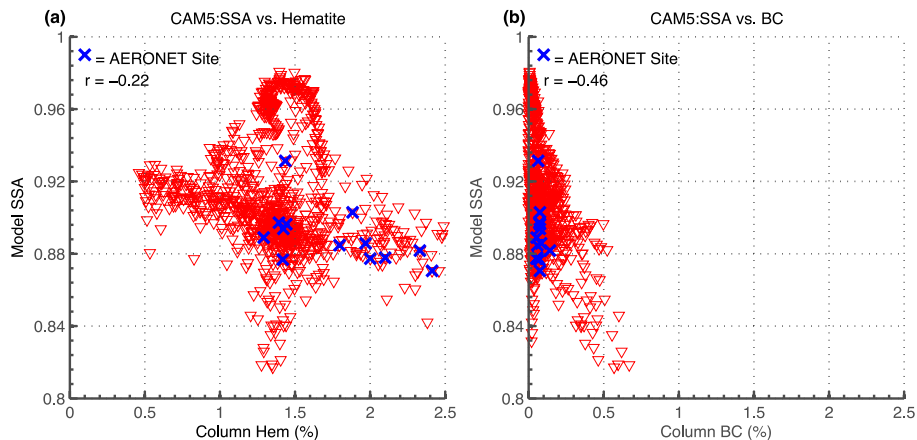 (a) CAM5:SSA vs. Hematite
1
× = AERONET Site
r = −0.22
0.96
0.92
0.88
0.84
0.8
Model SSA
0 0.5 1 1.5 2 2.5
Column Hem (%)
(b) CAM5:SSA vs. BC
1
× = AERONET Site
r = −0.46
0.96
0.92
0.88
0.84
0.8
Model SSA
0 0.5 1 1.5 2 2.5
Column BC (%)